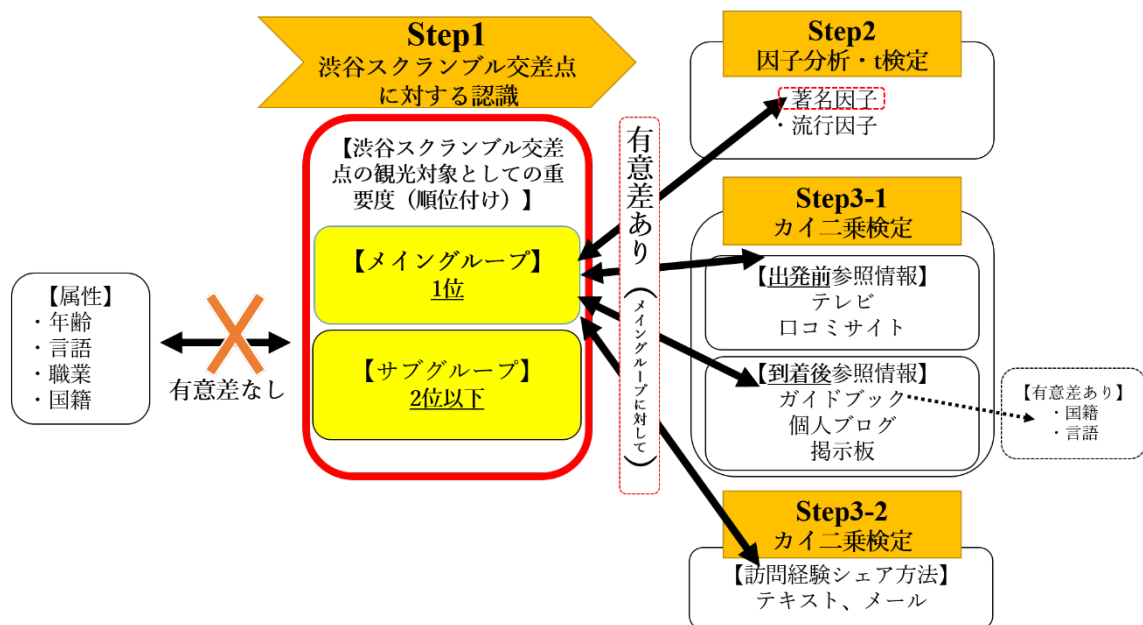 Step1
渋谷スクランブル交差点
に対する認識
【渋谷スクランブル交差
点の観光対象としての重
要度（順位付け）】
【メイングループ】
1位
【サブグループ】
2位以下
【属性】
・年齢
・言語
・職業
・国籍
有意差なし
有意差あり（メイングループに対して）
Step2
因子分析・t検定
・著名因子
・流行因子
Step3-1
カイ二乗検定
【出発前参照情報】
テレビ
口コミサイト
【到着後参照情報】
ガイドブック
個人ブログ
掲示板
【有意差あり】
・国籍
・言語
Step3-2
カイ二乗検定
【訪問経験シェア方法】
テキスト、メール